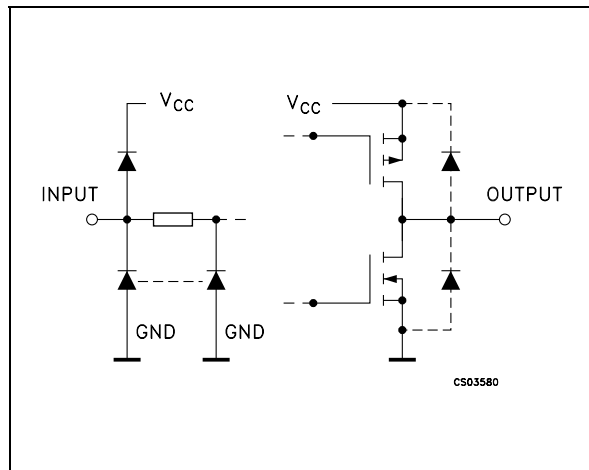 VCC
VCC
INPUT
OUTPUT
GND
GND
CS03580